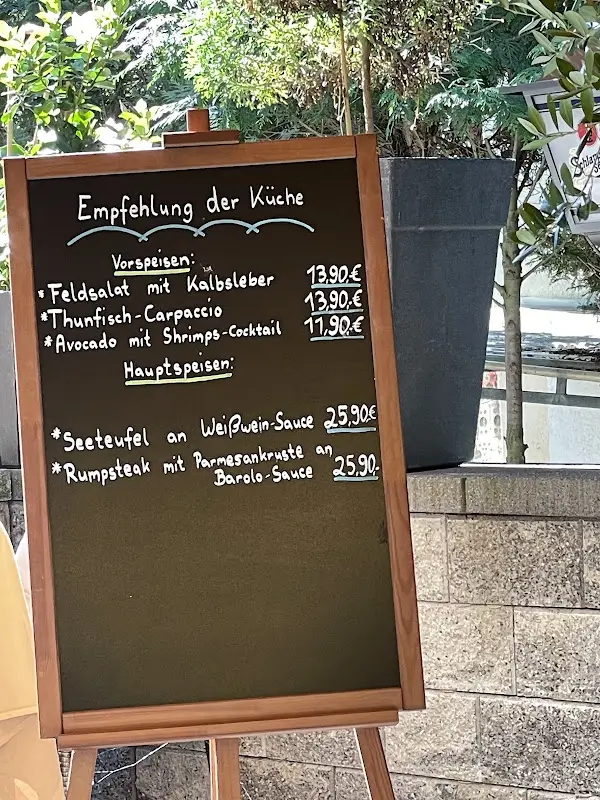 Empfehlung der Küche
Vorspeisen:
*Feldsalat mit Kalbsleber 13,90,€
*Thunfisch-Carpaccio 13,90,-€
*Avocado mit Shrimps-Cocktail 11,90,€
Hauptspeisen:
*Seeteufel an Weißwein-Sauce 25,90€
*Rumpsteak mit Parmesankruste an
Barolo-Sauce 25,90,-